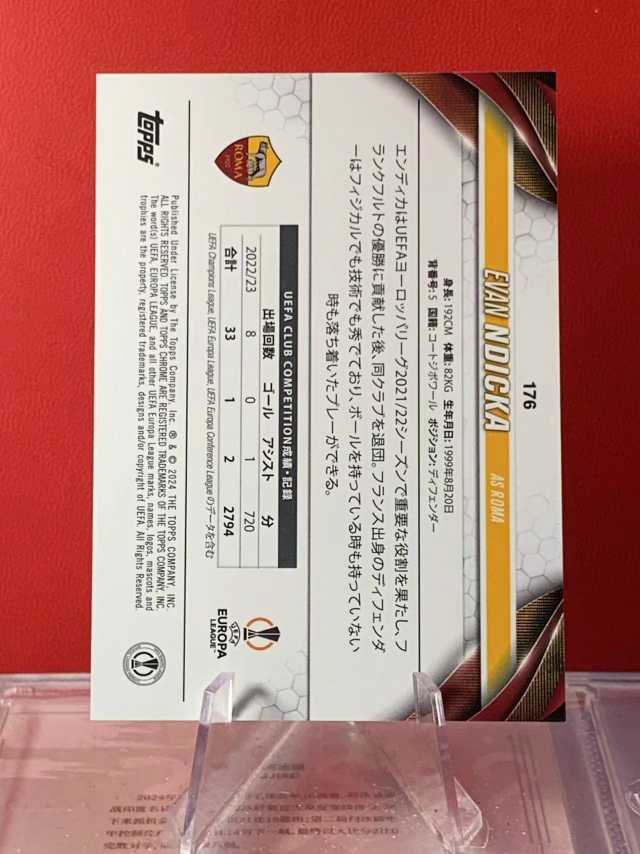 176
EVAN NDICKA
AS ROMA
身長: 192CM 体重: 82KG 生年月日: 1999年8月20日
背番号: 5 国籍: コートジボワール ポジション: ディフェンダー
エンディカはUEFAヨーロッパリーグ2021/22シーズンで重要な役割を果たし、フ
ランクフルトの優勝に貢献した後、同クラブを退団。フランス出身のディフェンダ
ーはフィジカルでも技術でも秀でており、ボールを持っている時も持っていない
時も落ち着いたプレーができる。
UEFA CLUB COMPETITION成績・記録
出場回数 ゴール アシスト 分
2022/23 8 0 1 720
合計 33 1 2 2794
UEFA Champions League, UEFA Europa League, UEFA Europa Conference Leagueのデータを含む
ROMA
1927
UEFA
EUROPA
LEAGUE™
topps®
Published Under License by The Topps Company, Inc. ® & © 2024 THE TOPPS COMPANY, INC.
ALL RIGHTS RESERVED. TOPPS AND TOPPS CHROME ARE REGISTERED TRADEMARKS OF THE TOPPS COMPANY, INC.
The word(s) UEFA, EUROPA LEAGUE, and all other UEFA Europa League marks, names, logos, mascots and
trophies are the property, registered trademarks, designs and/or copyright of UEFA. All Rights Reserved.